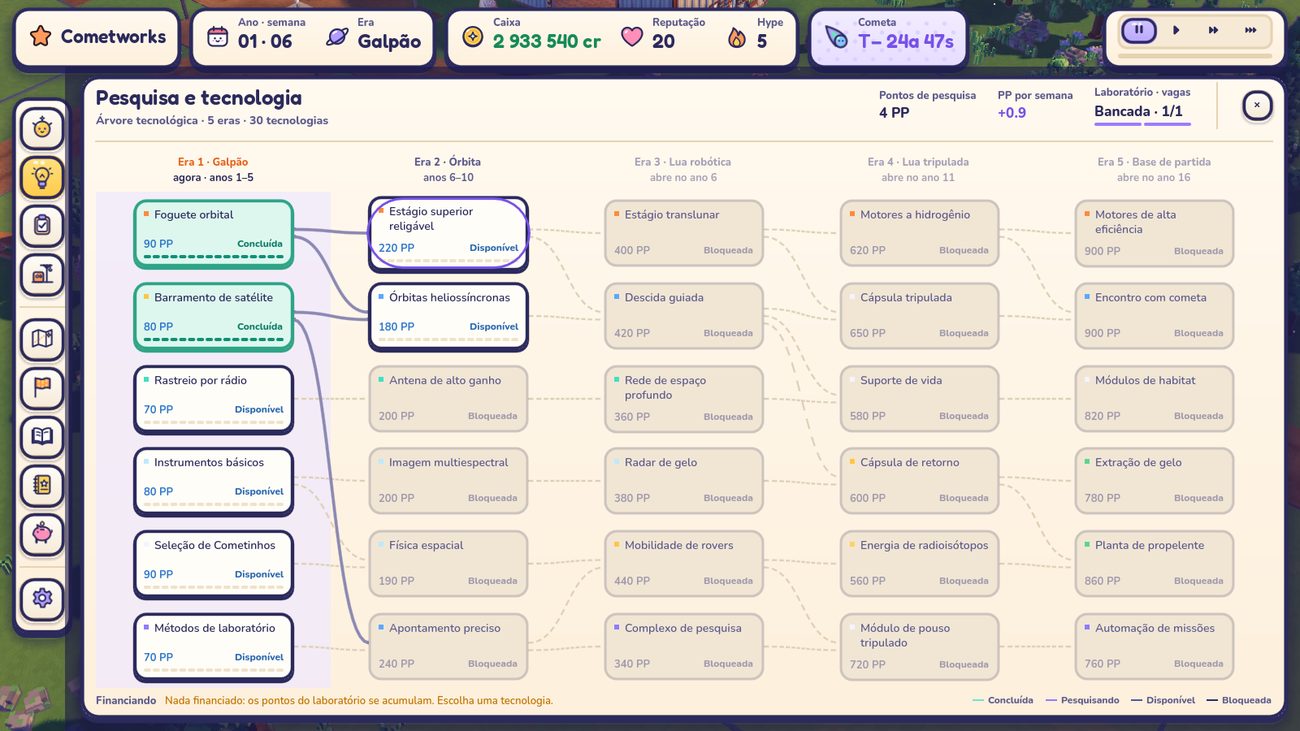 Cometworks
Ano · semana
01 · 06
Era
Galpão
Caixa
2 933 540 cr
Reputação
20
Hype
5
Cometa
T– 24a 47s
Pesquisa e tecnologia
Árvore tecnológica · 5 eras · 30 tecnologias
Pontos de pesquisa
4 PP
PP por semana
+0.9
Laboratório · vagas
Bancada · 1/1
Era 1 · Galpão
agora · anos 1–5
Era 2 · Órbita
anos 6–10
Era 3 · Lua robótica
abre no ano 6
Era 4 · Lua tripulada
abre no ano 11
Era 5 · Base de partida
abre no ano 16
Foguete orbital
90 PP Concluída
Estágio superior
religável
220 PP Disponível
Estágio translunar
400 PP Bloqueada
Motores a hidrogênio
620 PP Bloqueada
Motores de alta
eficiência
900 PP Bloqueada
Barramento de satélite
80 PP Concluída
Órbitas heliossíncronas
180 PP Disponível
Descida guiada
420 PP Bloqueada
Cápsula tripulada
650 PP Bloqueada
Encontro com cometa
900 PP Bloqueada
Rastreio por rádio
70 PP Disponível
Antena de alto ganho
200 PP Bloqueada
Rede de espaço
profundo
360 PP Bloqueada
Suporte de vida
580 PP Bloqueada
Módulos de habitat
820 PP Bloqueada
Instrumentos básicos
80 PP Disponível
Imagem multiespectral
200 PP Bloqueada
Radar de gelo
380 PP Bloqueada
Cápsula de retorno
600 PP Bloqueada
Extração de gelo
780 PP Bloqueada
Seleção de Cometinhos
90 PP Disponível
Física espacial
190 PP Bloqueada
Mobilidade de rovers
440 PP Bloqueada
Energia de radioisótopos
560 PP Bloqueada
Planta de propelente
860 PP Bloqueada
Métodos de laboratório
70 PP Disponível
Apontamento preciso
240 PP Bloqueada
Complexo de pesquisa
340 PP Bloqueada
Módulo de pouso
tripulado
720 PP Bloqueada
Automação de missões
760 PP Bloqueada
Financiando Nada financiado: os pontos do laboratório se acumulam. Escolha uma tecnologia.
Concluída Pesquisando Disponível Bloqueada